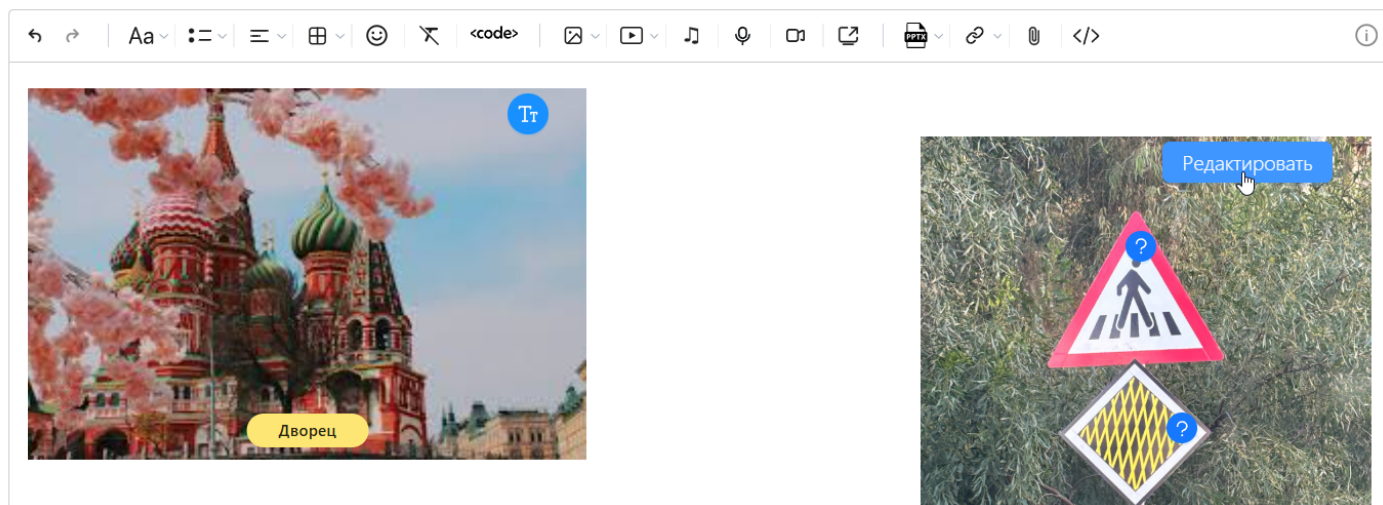 Aa
<code>
PPTX
</>
Tт
Редактировать
?
Дворец
?